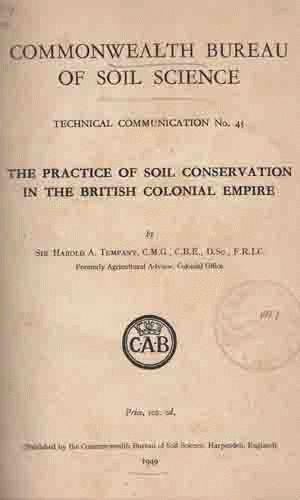 COMMONWEALTH BUREAU
OF SOIL SCIENCE
TECHNICAL COMMUNICATION No. 45
THE PRACTICE OF SOIL CONSERVATION
IN THE BRITISH COLONIAL EMPIRE
by
SIR HAROLD A. TEMPANY, C.M.G., C.B.E., D.Sc., F.R.I.C.
Formerly Agricultural Adviser, Colonial Office
CAB
Price, 10s. 0d.
(Published by the Commonwealth Bureau of Soil Science, Harpenden, England)
1949